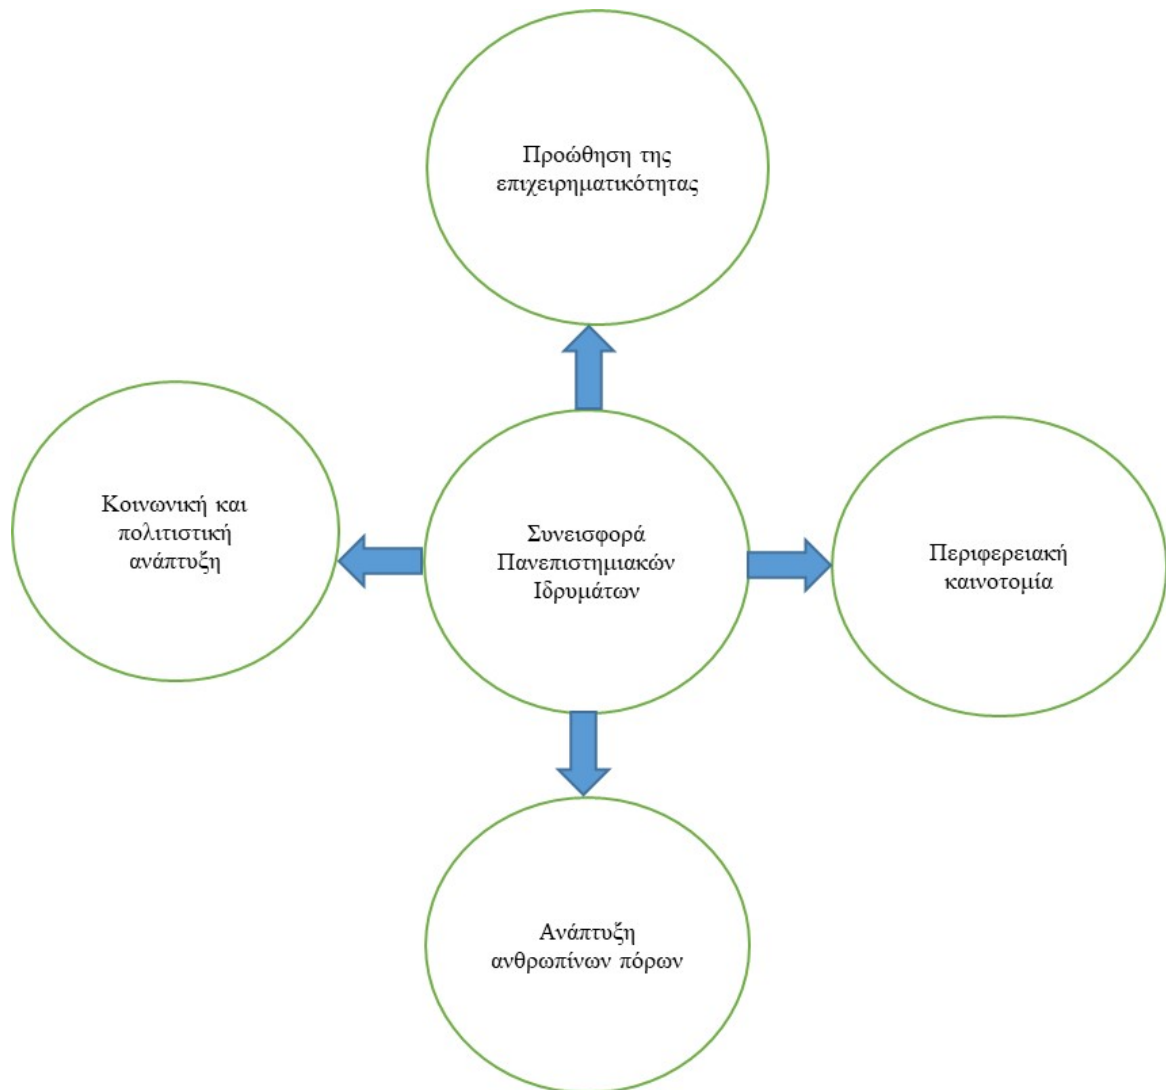 Προώθηση της
επιχειρηματικότητας
Κοινωνική και
πολιτιστική
ανάπτυξη
Συνεισφορά
Πανεπιστημιακών
Ιδρυμάτων
Περιφερειακή
καινοτομία
Ανάπτυξη
ανθρωπίνων πόρων